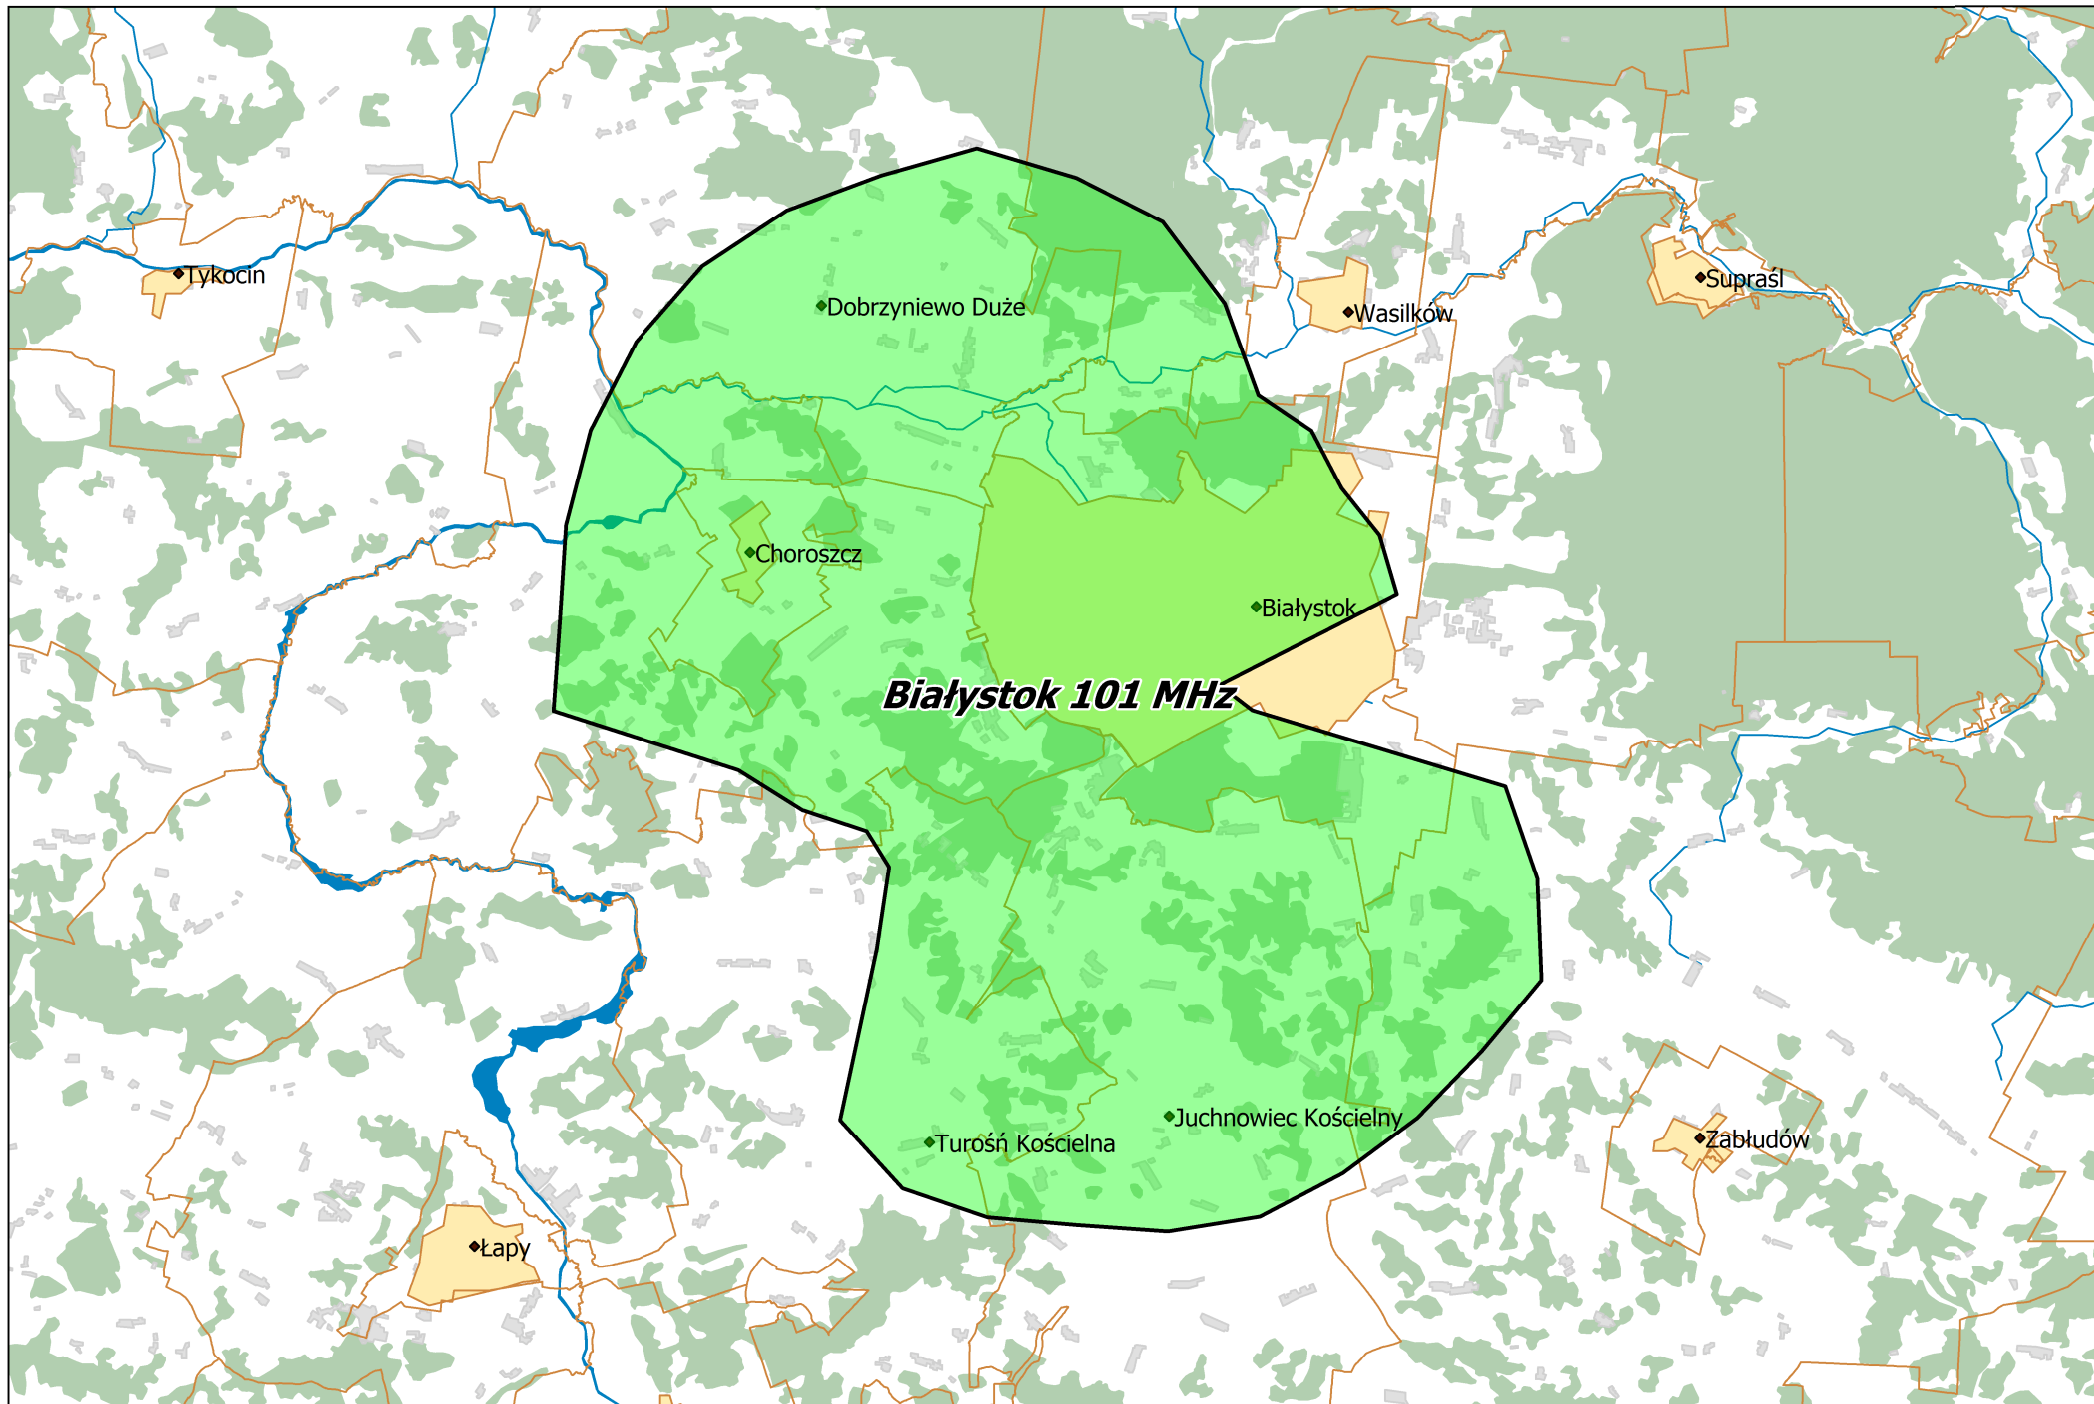 Tykocin
Supraśl
Dobrzyniewo Duże
Wasilków
Choroszcz
Białystok
Białystok 101 MHz
Juchnowiec Kościelny
Turośń Kościelna
Zabłudów
Łapy